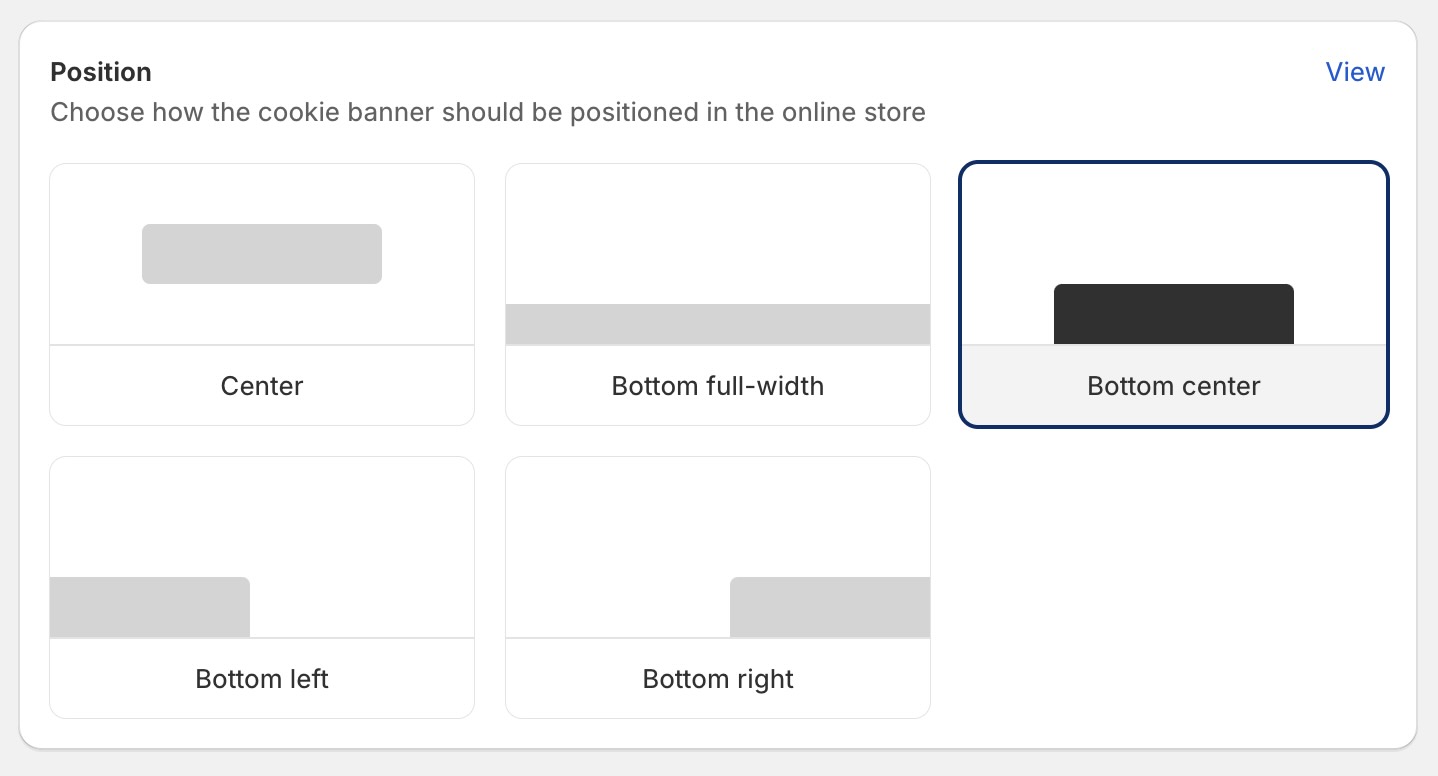 Position
View
Choose how the cookie banner should be positioned in the online store
Center
Bottom full-width
Bottom center
Bottom left
Bottom right